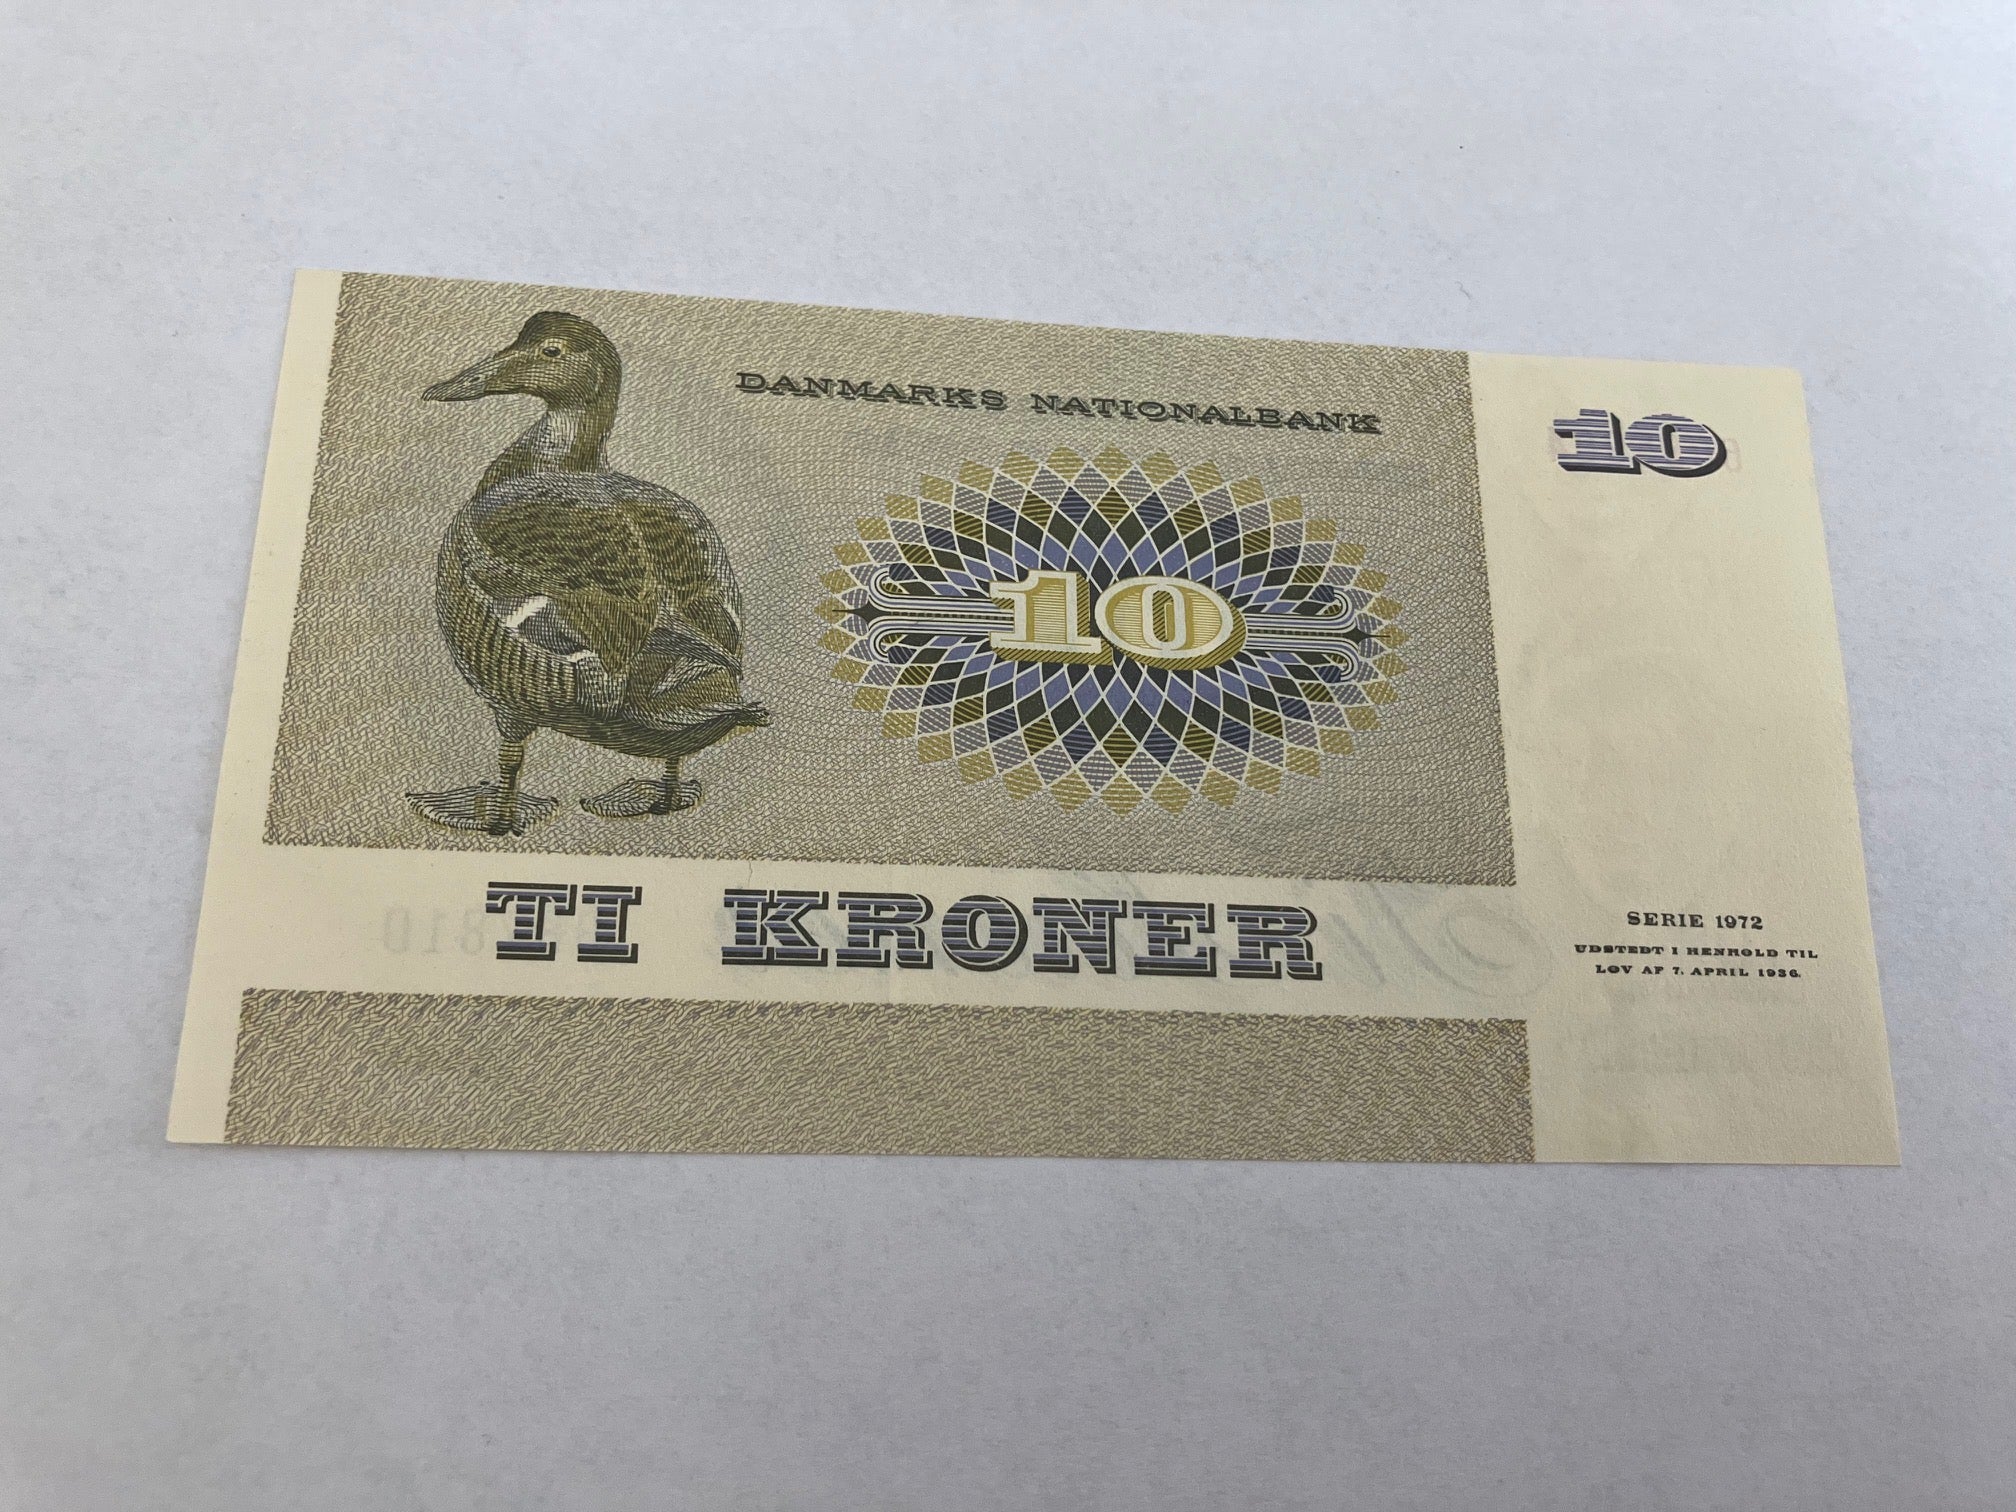 DANMARKS NATIONALBANK
10
10
TI KRONER
SERIE 1972
UDSTEDT I HENHOLD TIL
LOV AF 7. APRIL 1936.